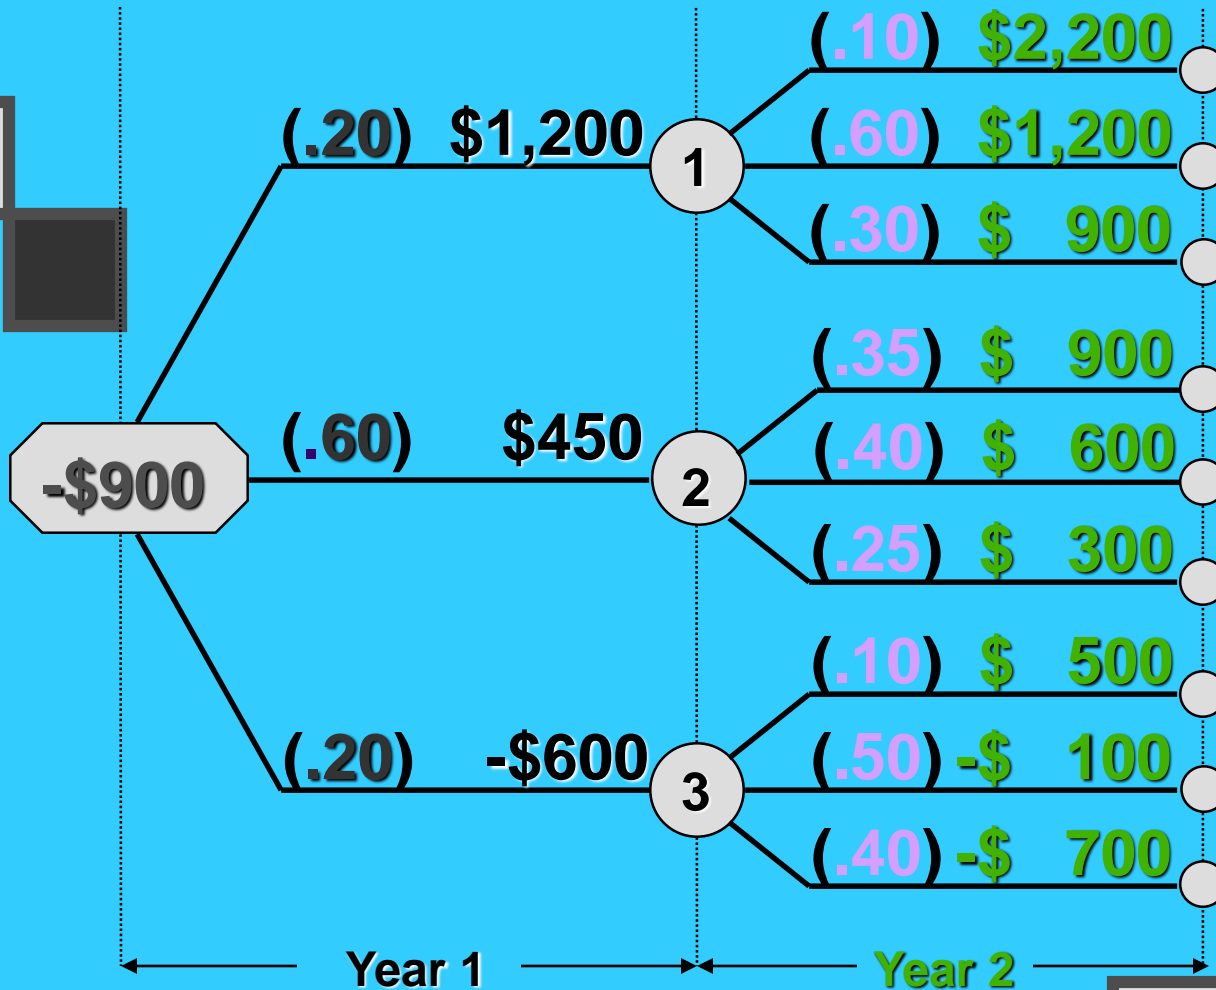 (.10) $2,200
(.20) $1,200
1
(.60) $1,200
(.30) $ 900
(.35) $ 900
-$900
(.60) $450
2
(.40) $ 600
(.25) $ 300
(.10) $ 500
(.20) -$600
3
(.50) -$ 100
(.40) -$ 700
Year 1
Year 2